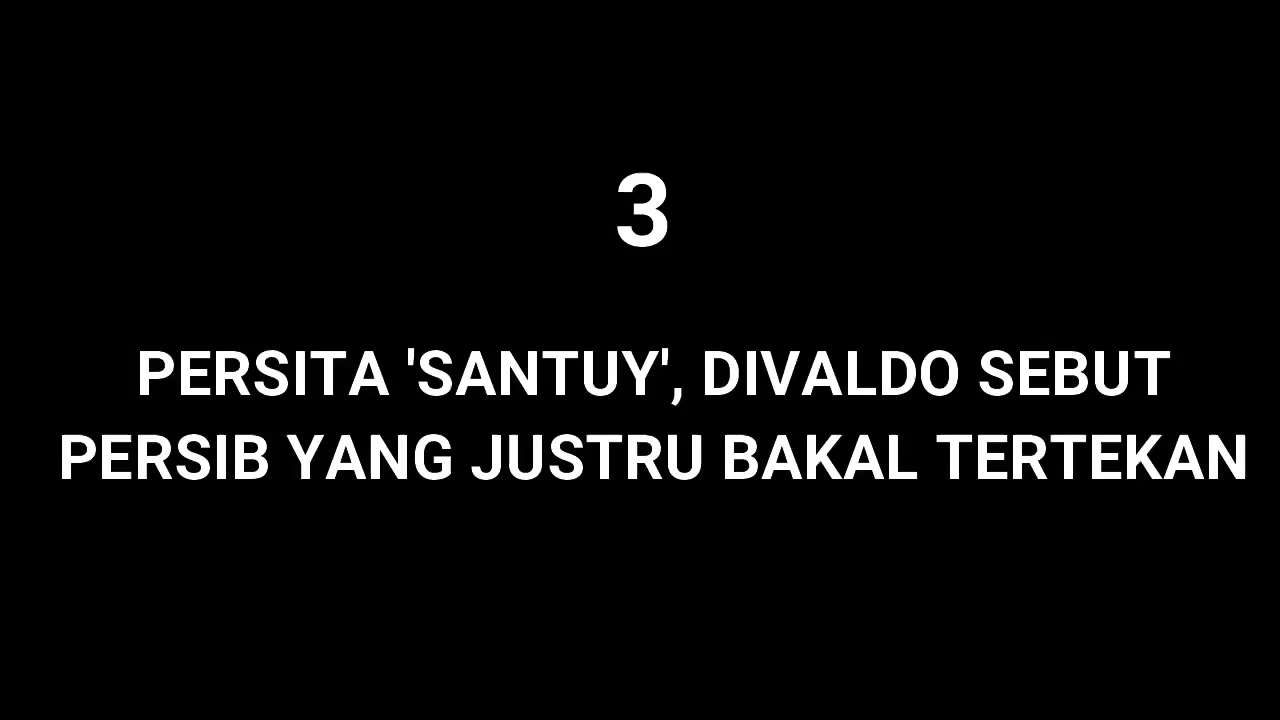 3
PERSITA 'SANTUY', DIVALDO SEBUT
PERSIB YANG JUSTRU BAKAL TERTEKAN